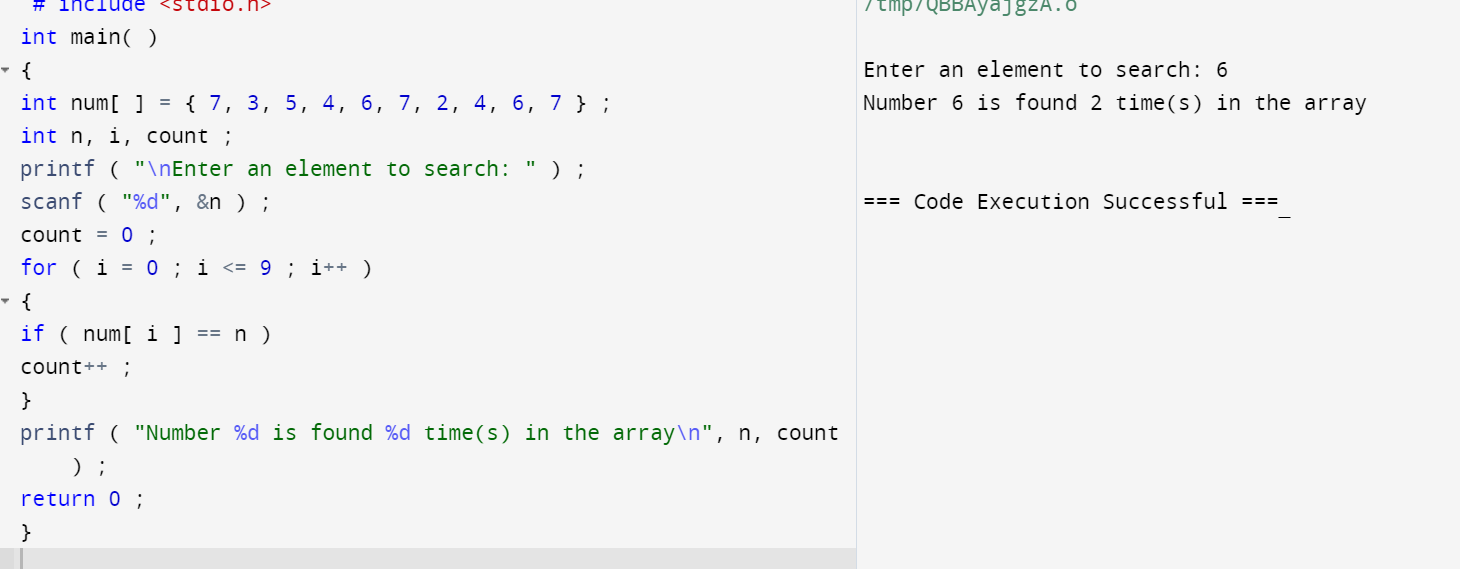 # include <stdio.h>
int main( )
{
int num[ ] = { 7, 3, 5, 4, 6, 7, 2, 4, 6, 7 } ;
int n, i, count ;
printf ( "\nEnter an element to search: " ) ;
scanf ( "%d", &n ) ;
count = 0 ;
for ( i = 0 ; i <= 9 ; i++ )
{
if ( num[ i ] == n )
count++ ;
}
printf ( "Number %d is found %d time(s) in the array\n", n, count
) ;
return 0 ;
}
/tmp/QBBAyajgzA.o
Enter an element to search: 6
Number 6 is found 2 time(s) in the array
=== Code Execution Successful ===_